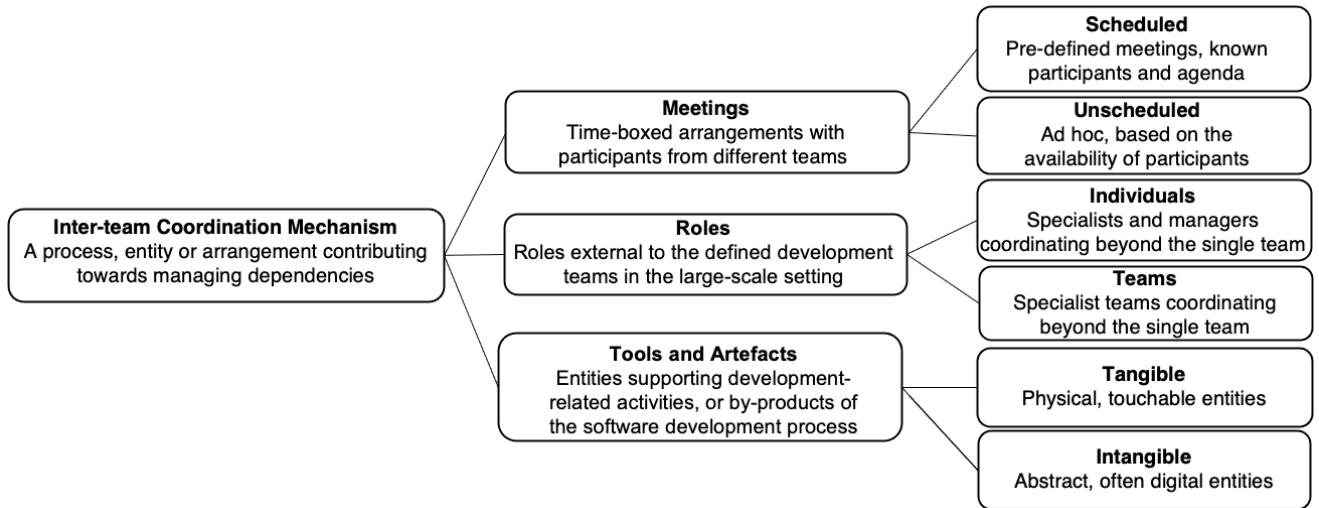 Inter-team Coordination Mechanism
A process, entity or arrangement contributing
towards managing dependencies
Meetings
Time-boxed arrangements with
participants from different teams
Roles
Roles external to the defined development
teams in the large-scale setting
Tools and Artefacts
Entities supporting development-
related activities, or by-products of
the software development process
Scheduled
Pre-defined meetings, known
participants and agenda
Unscheduled
Ad hoc, based on the
availability of participants
Individuals
Specialists and managers
coordinating beyond the single team
Teams
Specialist teams coordinating
beyond the single team
Tangible
Physical, touchable entities
Intangible
Abstract, often digital entities